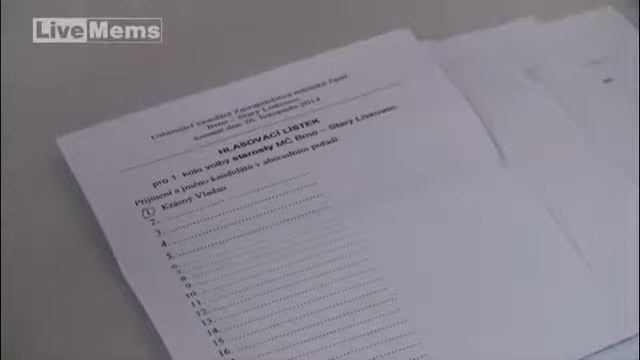 LiveMems
Ustavující zasedání Zastupitelstva městské části
Brno - Starý Lískovec
konané dne 26. listopadu 2014
HLASOVACÍ LÍSTEK
pro 1. kolo volby starosty MČ Brno – Starý Lískovec
Příjmení a jméno kandidátů v abecedním pořadí:
1 Krásný Vladan
2.
3.
4.
5.
6.
7.
8.
9.
10.
11.
12.
13.
14.
15.
16.